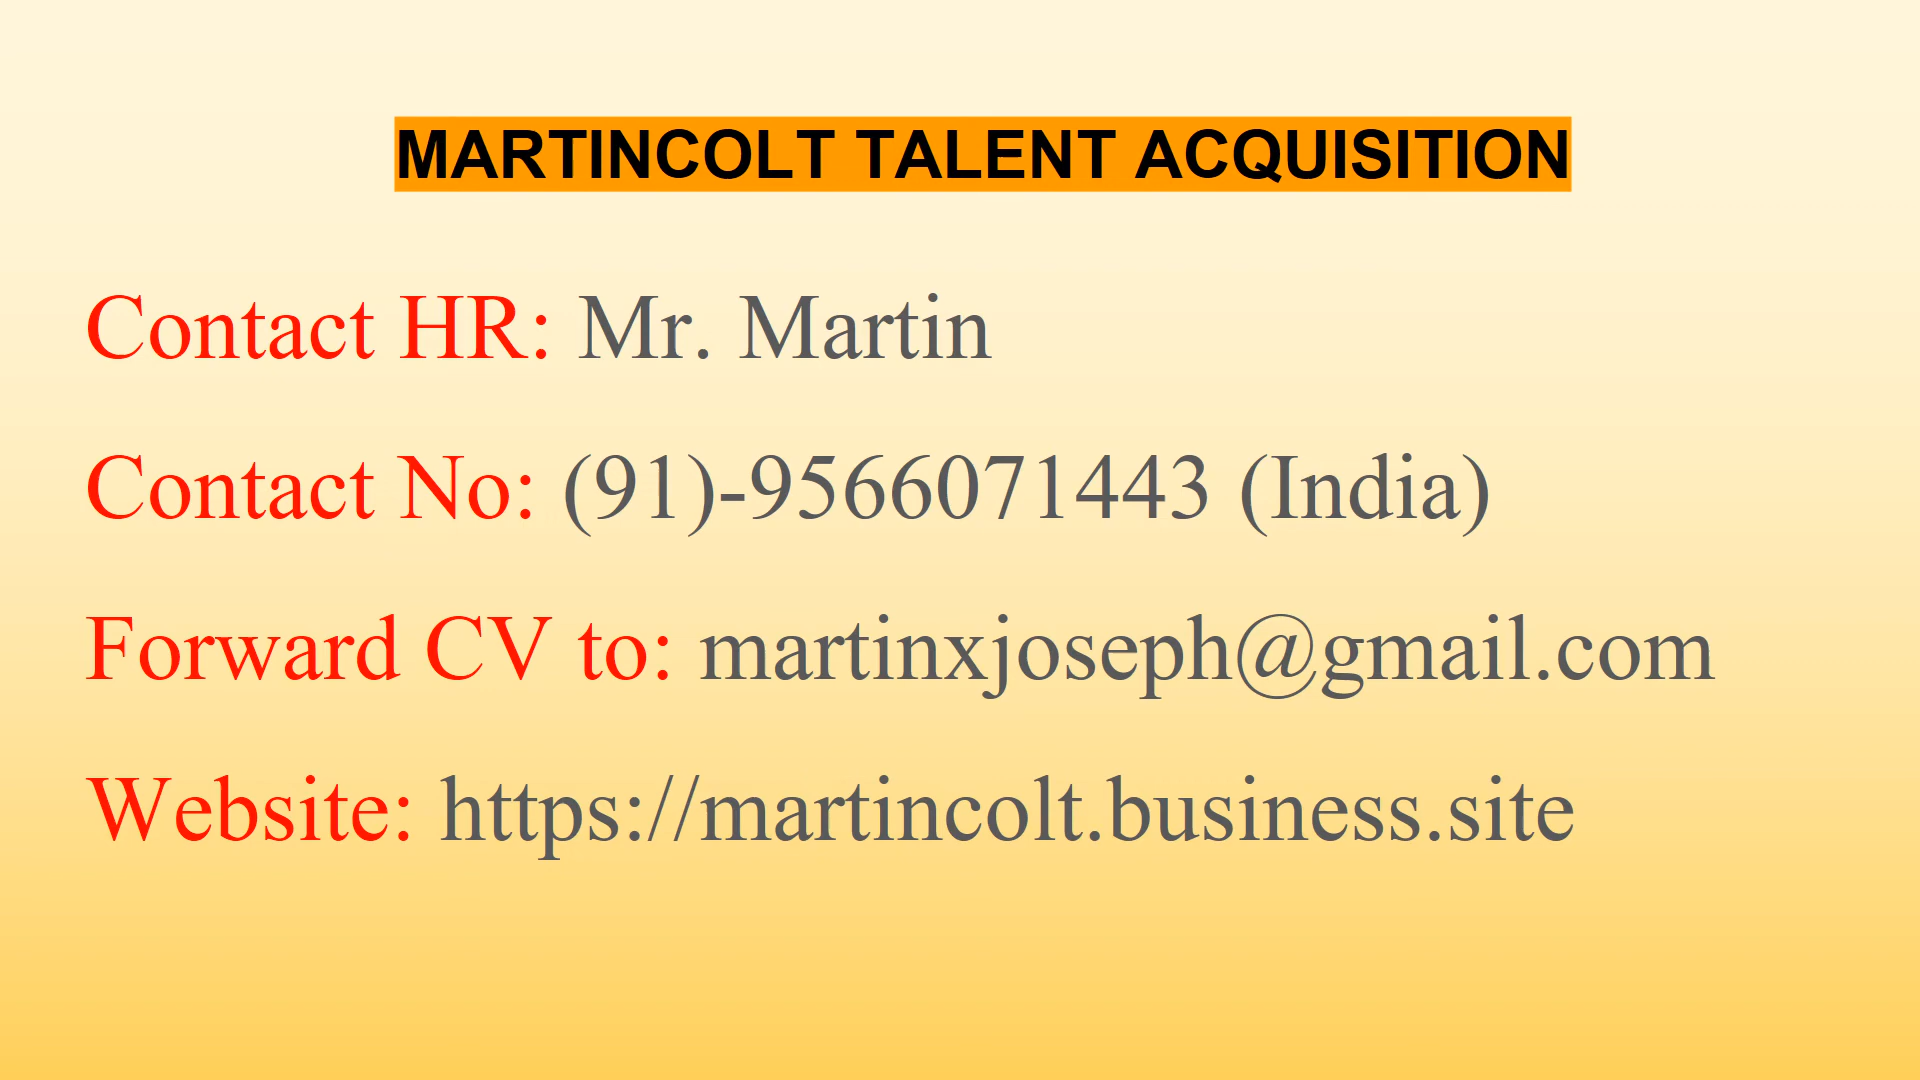 MARTINCOLT TALENT ACQUISITION
Contact HR: Mr. Martin
Contact No: (91)-9566071443 (India)
Forward CV to: martinxjoseph@gmail.com
Website: https://martincolt.business.site